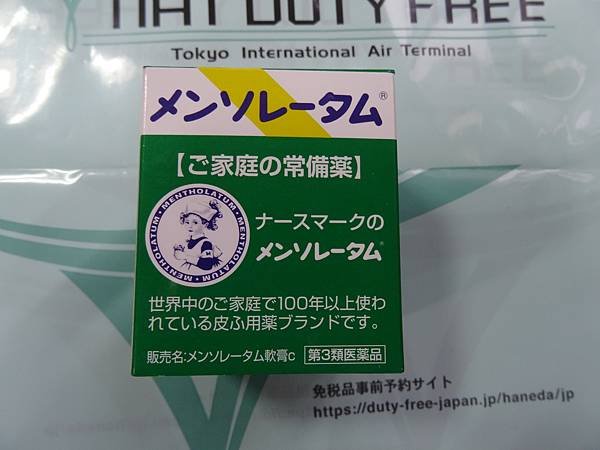 TIAT DUTY FREE
Tokyo International Air Terminal
メンソレータム®
【ご家庭の常備薬】
MENTHOLATUM・MENTHOLATUM・MENTHOLATUM
ナースマークの
メンソレータム®
世界中のご家庭で100年以上使わ
れている皮ふ用薬ブランドです。
販売名:メンソレータム軟膏c 第3類医薬品
免税品事前予約サイト
https://duty-free-japan.jp/haneda/jp